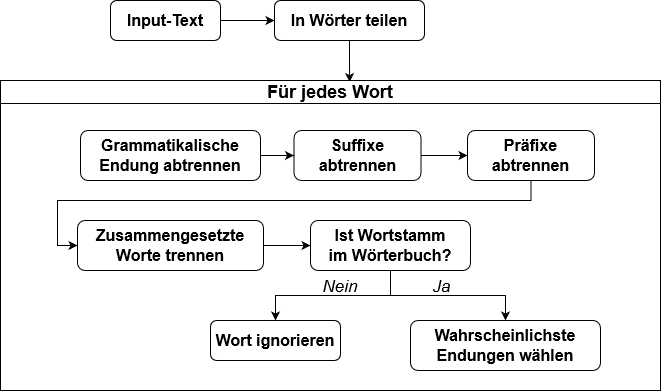 Input-Text
In Wörter teilen
Für jedes Wort
Grammatikalische
Endung abtrennen
Suffixe
abtrennen
Präfixe
abtrennen
Zusammengesetzte
Worte trennen
Ist Wortstamm
im Wörterbuch?
Nein
Ja
Wort ignorieren
Wahrscheinlichste
Endungen wählen